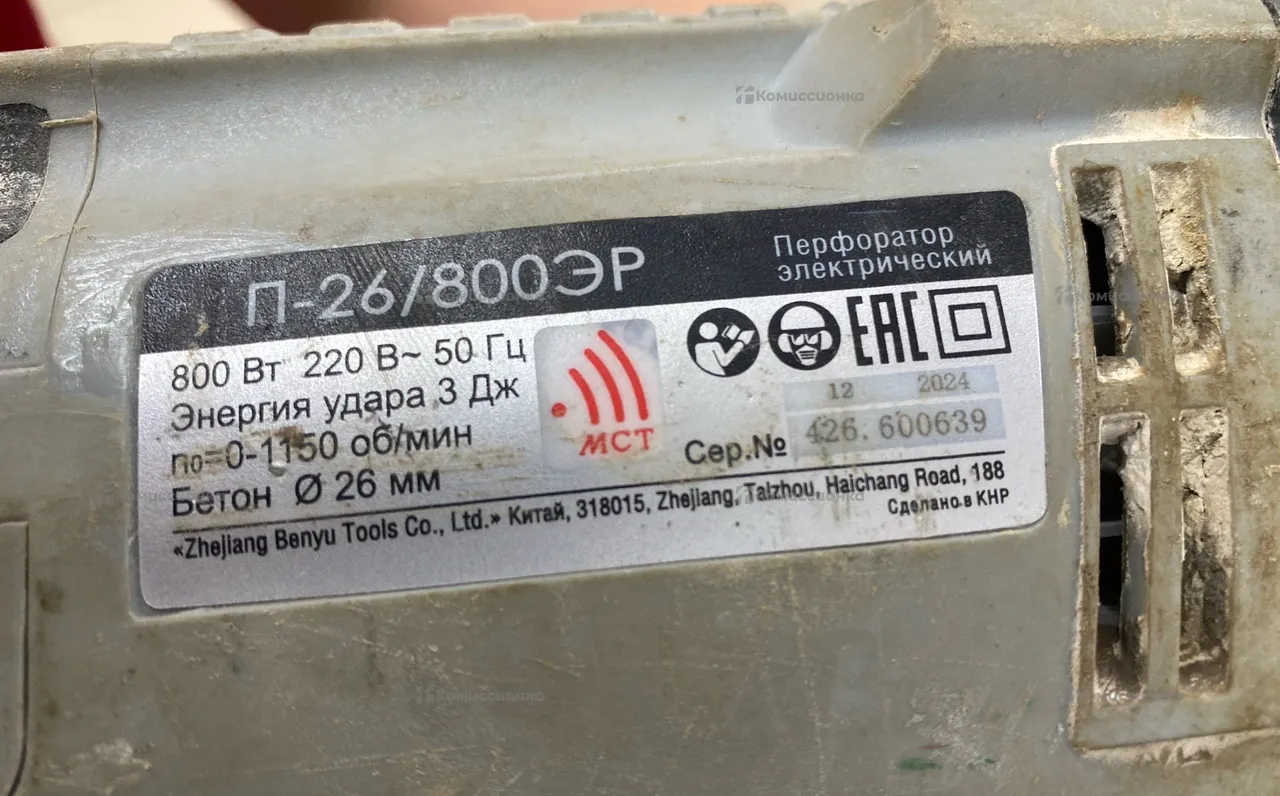 Комиссионка
П-26/800ЭР
Перфоратор
электрический
800 Вт 220 В~ 50 Гц
Энергия удара 3 Дж
n₀=0-1150 об/мин
Бетон Ø 26 мм
МСТ
EAC
12 2024
Сер.№ 426.600639
«Zhejiang Benyu Tools Co., Ltd.» Китай, 318015, Zhejiang, Taizhou, Haichang Road, 188
Сделано в КНР
Комиссионка
Комиссионка